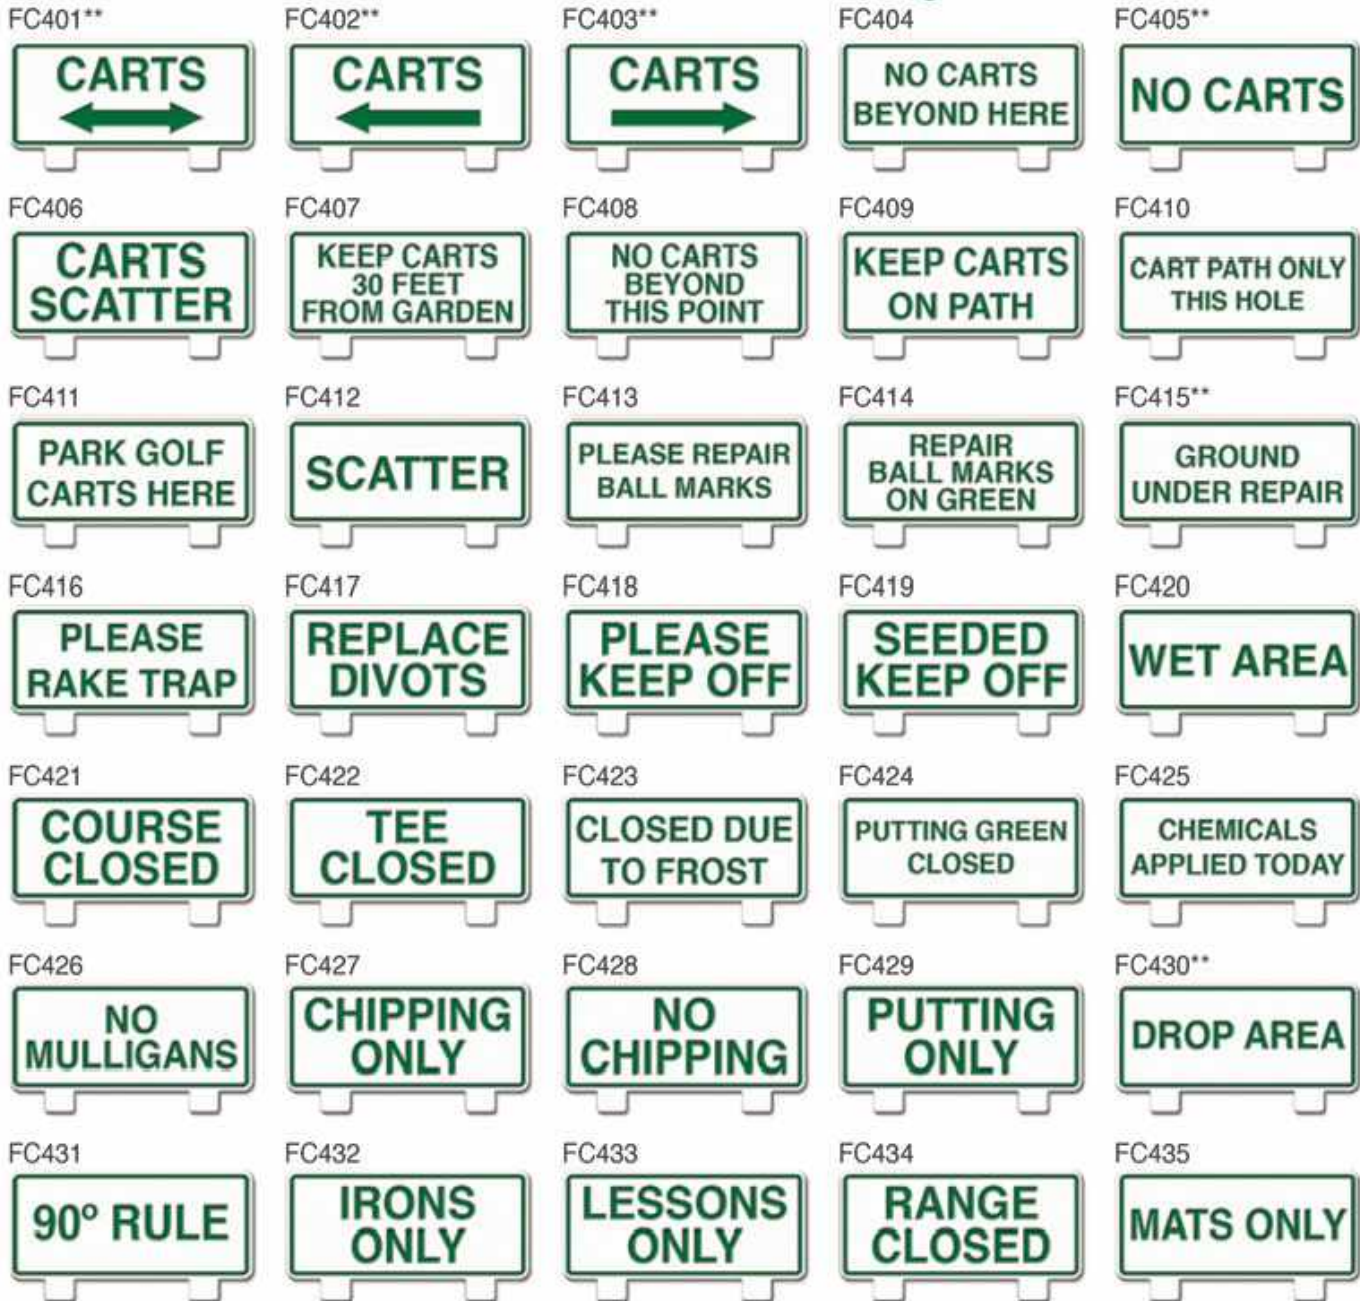 FC401**
CARTS
FC402**
CARTS
FC403**
CARTS
FC404
NO CARTS
BEYOND HERE
FC405**
NO CARTS
FC406
CARTS
SCATTER
FC407
KEEP CARTS
30 FEET
FROM GARDEN
FC408
NO CARTS
BEYOND
THIS POINT
FC409
KEEP CARTS
ON PATH
FC410
CART PATH ONLY
THIS HOLE
FC411
PARK GOLF
CARTS HERE
FC412
SCATTER
FC413
PLEASE REPAIR
BALL MARKS
FC414
REPAIR
BALL MARKS
ON GREEN
FC415**
GROUND
UNDER REPAIR
FC416
PLEASE
RAKE TRAP
FC417
REPLACE
DIVOTS
FC418
PLEASE
KEEP OFF
FC419
SEEDED
KEEP OFF
FC420
WET AREA
FC421
COURSE
CLOSED
FC422
TEE
CLOSED
FC423
CLOSED DUE
TO FROST
FC424
PUTTING GREEN
CLOSED
FC425
CHEMICALS
APPLIED TODAY
FC426
NO
MULLIGANS
FC427
CHIPPING
ONLY
FC428
NO
CHIPPING
FC429
PUTTING
ONLY
FC430**
DROP AREA
FC431
90º RULE
FC432
IRONS
ONLY
FC433
LESSONS
ONLY
FC434
RANGE
CLOSED
FC435
MATS ONLY